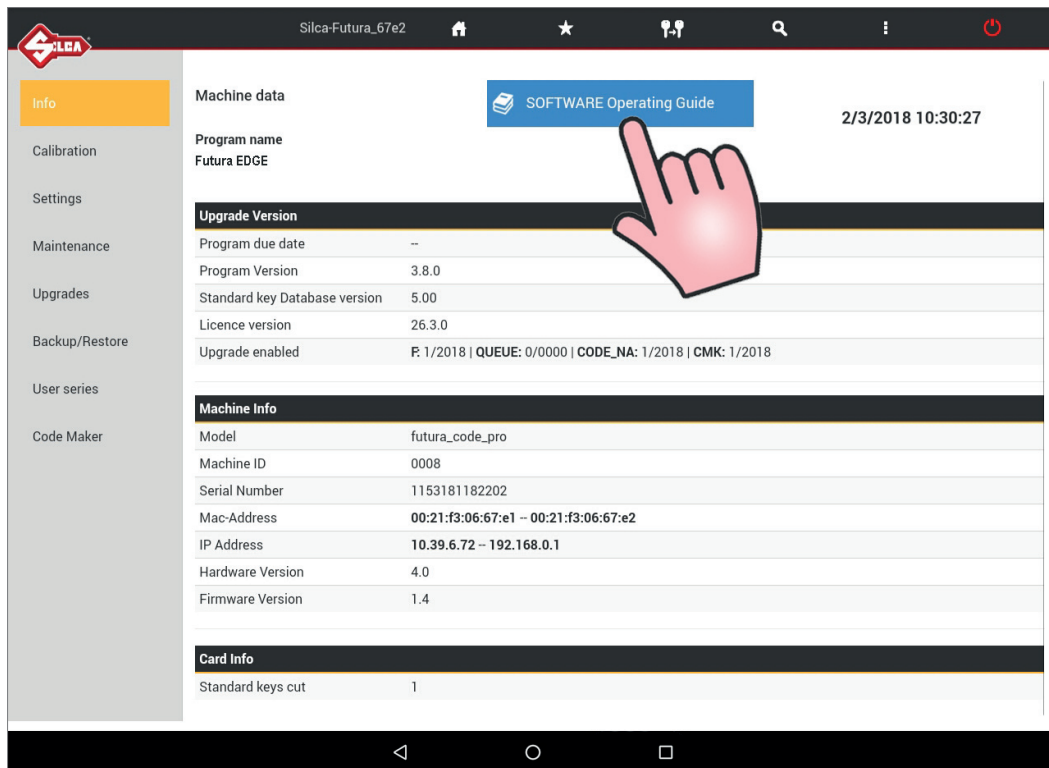 Silca-Futura_67e2
SILCA
Info
Calibration
Settings
Maintenance
Upgrades
Backup/Restore
User series
Code Maker
Machine data
SOFTWARE Operating Guide
2/3/2018 10:30:27
Program name
Futura EDGE
Upgrade Version
Program due date --
Program Version 3.8.0
Standard key Database version 5.00
Licence version 26.3.0
Upgrade enabled F: 1/2018 | QUEUE: 0/0000 | CODE_NA: 1/2018 | CMK: 1/2018
Machine Info
Model futura_code_pro
Machine ID 0008
Serial Number 1153181182202
Mac-Address 00:21:f3:06:67:e1 -- 00:21:f3:06:67:e2
IP Address 10.39.6.72 -- 192.168.0.1
Hardware Version 4.0
Firmware Version 1.4
Card Info
Standard keys cut 1